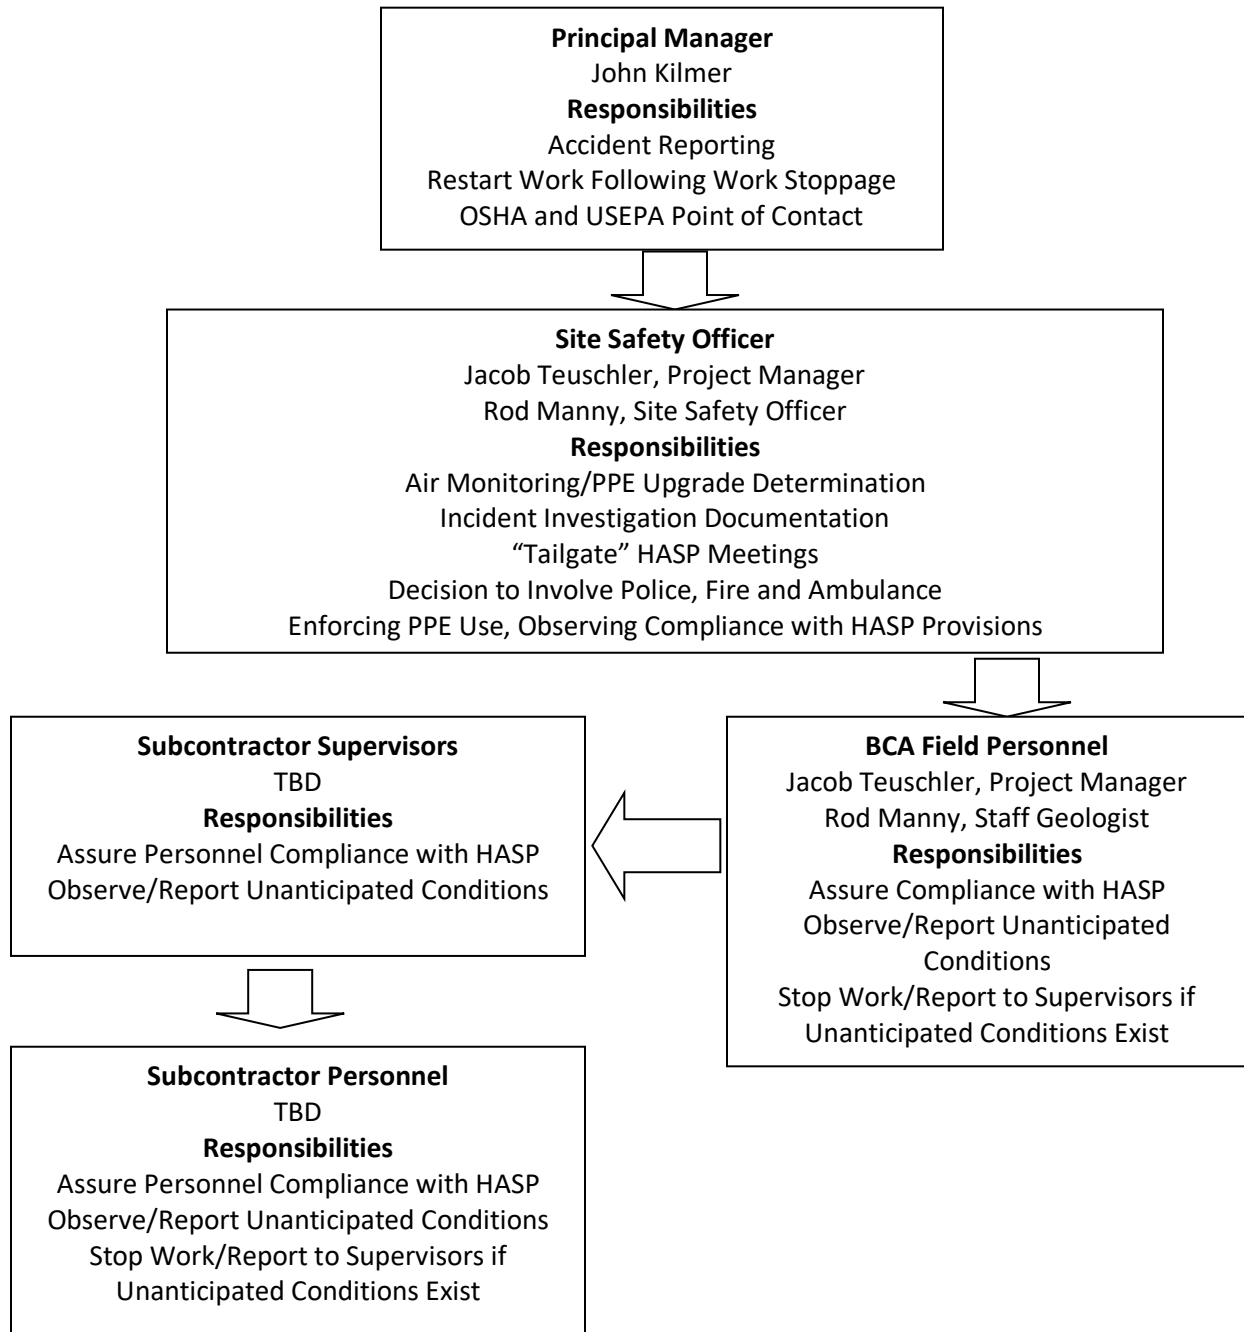 Principal Manager
John Kilmer
Responsibilities
Accident Reporting
Restart Work Following Work Stoppage
OSHA and USEPA Point of Contact
Site Safety Officer
Jacob Teuschler, Project Manager
Rod Manny, Site Safety Officer
Responsibilities
Air Monitoring/PPE Upgrade Determination
Incident Investigation Documentation
“Tailgate” HASP Meetings
Decision to Involve Police, Fire and Ambulance
Enforcing PPE Use, Observing Compliance with HASP Provisions
BCA Field Personnel
Jacob Teuschler, Project Manager
Rod Manny, Staff Geologist
Responsibilities
Assure Compliance with HASP
Observe/Report Unanticipated
Conditions
Stop Work/Report to Supervisors if
Unanticipated Conditions Exist
Subcontractor Supervisors
TBD
Responsibilities
Assure Personnel Compliance with HASP
Observe/Report Unanticipated Conditions
Subcontractor Personnel
TBD
Responsibilities
Assure Personnel Compliance with HASP
Observe/Report Unanticipated Conditions
Stop Work/Report to Supervisors if
Unanticipated Conditions Exist